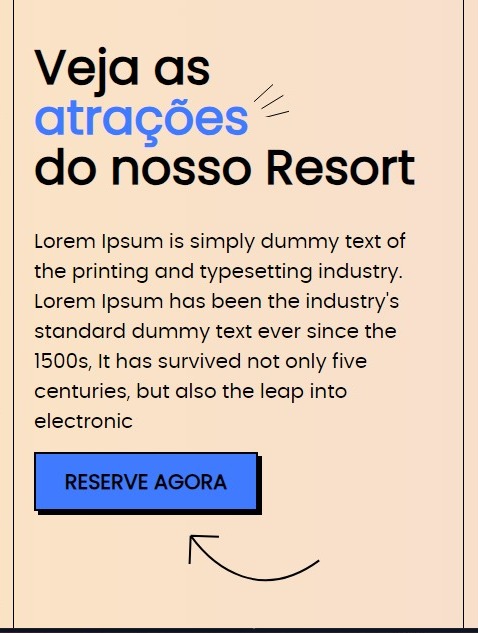 Veja as
atrações
do nosso Resort
Lorem Ipsum is simply dummy text of
the printing and typesetting industry.
Lorem Ipsum has been the industry's
standard dummy text ever since the
1500s, It has survived not only five
centuries, but also the leap into
electronic
RESERVE AGORA